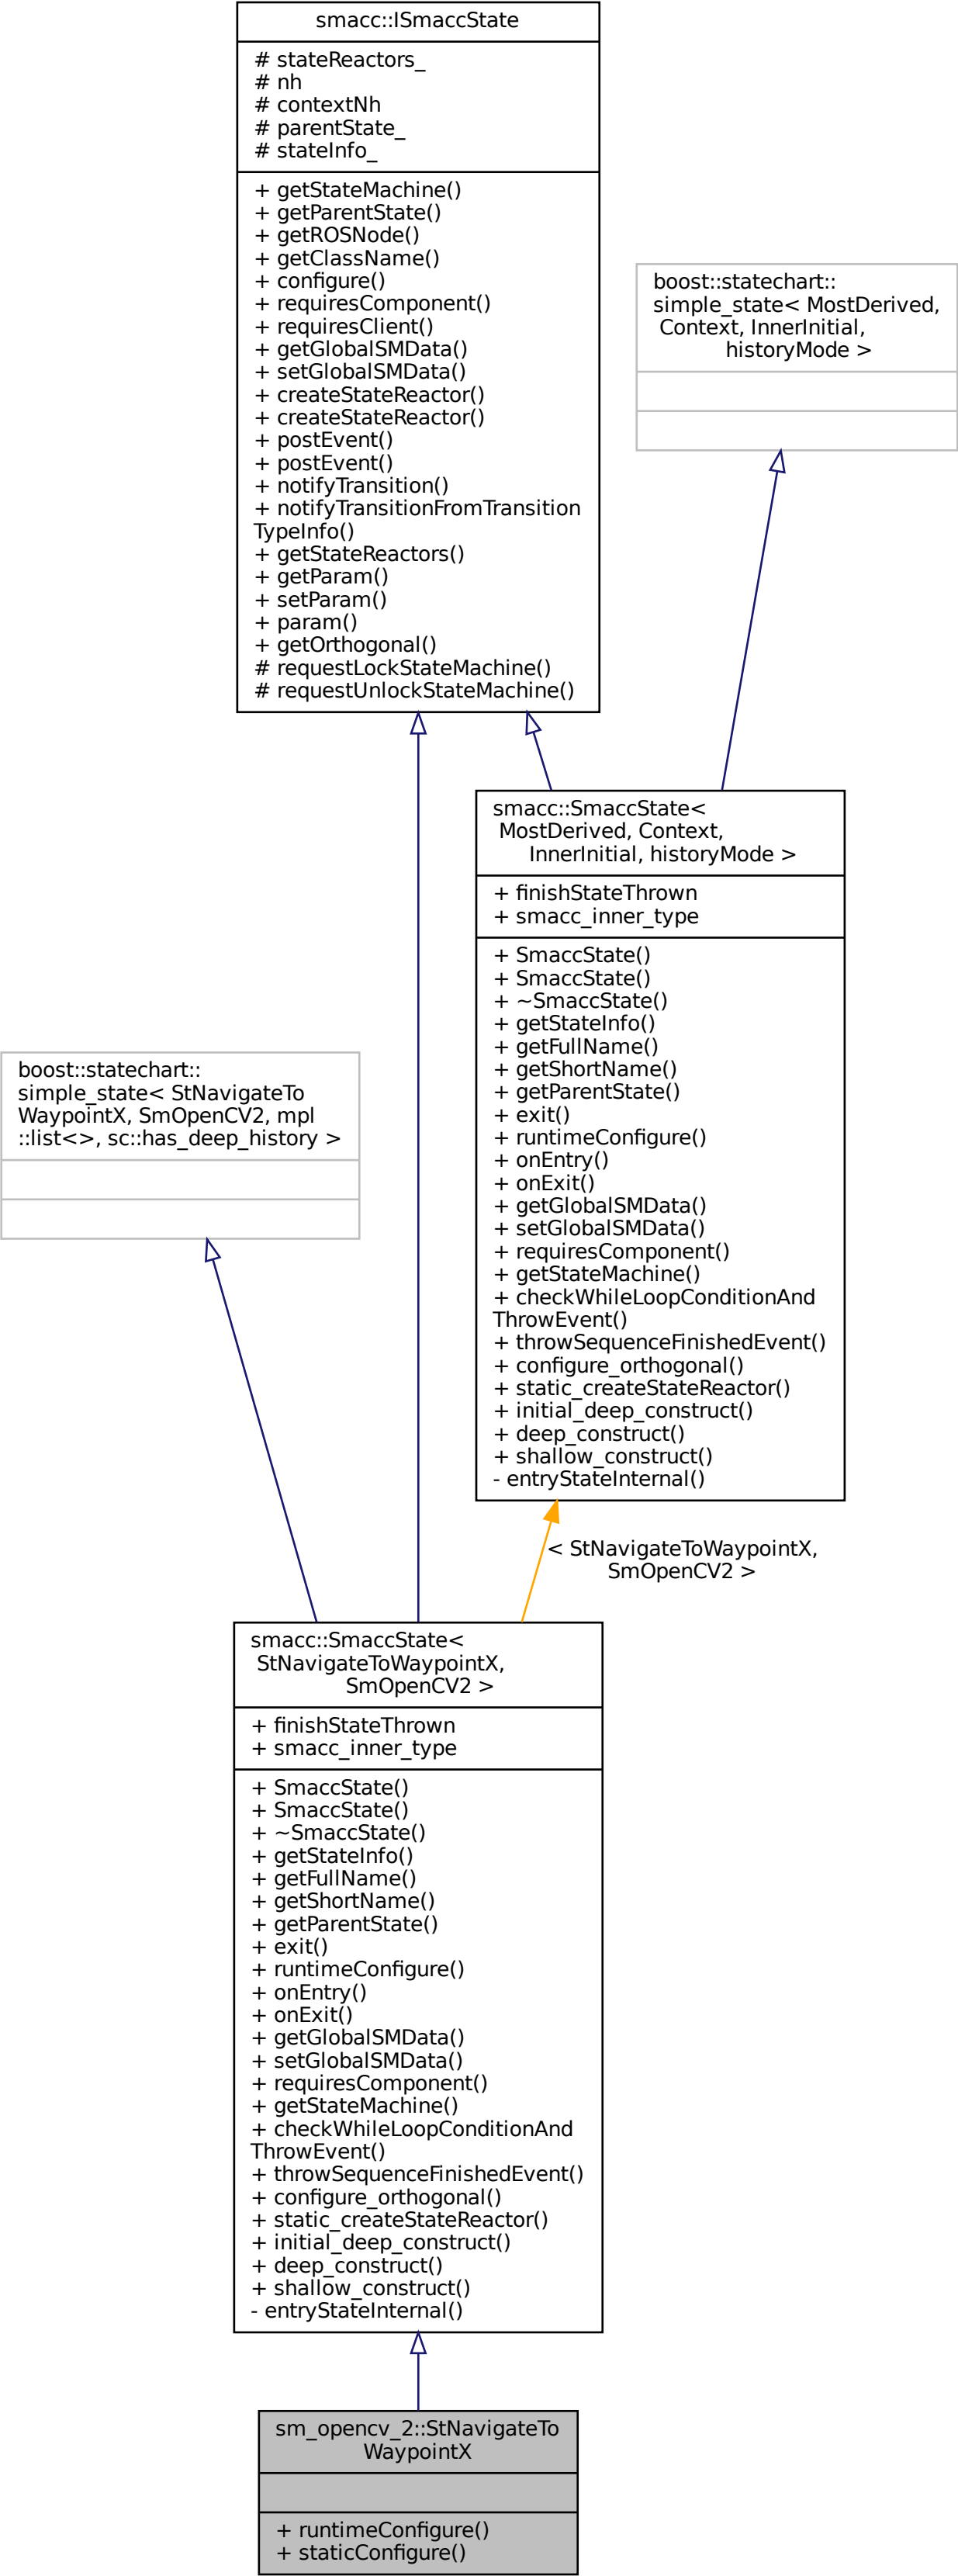 smacc::ISmaccState
# stateReactors_
# nh
# contextNh
# parentState_
# stateInfo_
+ getStateMachine()
+ getParentState()
+ getROSNode()
+ getClassName()
+ configure()
+ requiresComponent()
+ requiresClient()
+ getGlobalSMData()
+ setGlobalSMData()
+ createStateReactor()
+ createStateReactor()
+ postEvent()
+ postEvent()
+ notifyTransition()
+ notifyTransitionFromTransition
TypeInfo()
+ getStateReactors()
+ getParam()
+ setParam()
+ param()
+ getOrthogonal()
# requestLockStateMachine()
# requestUnlockStateMachine()
boost::statechart::
simple_state< MostDerived,
Context, InnerInitial,
historyMode >
smacc::SmaccState<
MostDerived, Context,
InnerInitial, historyMode >
+ finishStateThrown
+ smacc_inner_type
+ SmaccState()
+ SmaccState()
+ ~SmaccState()
+ getStateInfo()
+ getFullName()
+ getShortName()
+ getParentState()
+ exit()
+ runtimeConfigure()
+ onEntry()
+ onExit()
+ getGlobalSMData()
+ setGlobalSMData()
+ requiresComponent()
+ getStateMachine()
+ checkWhileLoopConditionAnd
ThrowEvent()
+ throwSequenceFinishedEvent()
+ configure_orthogonal()
+ static_createStateReactor()
+ initial_deep_construct()
+ deep_construct()
+ shallow_construct()
- entryStateInternal()
boost::statechart::
simple_state< StNavigateTo
WaypointX, SmOpenCV2, mpl
::list<>, sc::has_deep_history >
< StNavigateToWaypointX,
SmOpenCV2 >
smacc::SmaccState<
StNavigateToWaypointX,
SmOpenCV2 >
+ finishStateThrown
+ smacc_inner_type
+ SmaccState()
+ SmaccState()
+ ~SmaccState()
+ getStateInfo()
+ getFullName()
+ getShortName()
+ getParentState()
+ exit()
+ runtimeConfigure()
+ onEntry()
+ onExit()
+ getGlobalSMData()
+ setGlobalSMData()
+ requiresComponent()
+ getStateMachine()
+ checkWhileLoopConditionAnd
ThrowEvent()
+ throwSequenceFinishedEvent()
+ configure_orthogonal()
+ static_createStateReactor()
+ initial_deep_construct()
+ deep_construct()
+ shallow_construct()
- entryStateInternal()
sm_opencv_2::StNavigateTo
WaypointX
+ runtimeConfigure()
+ staticConfigure()